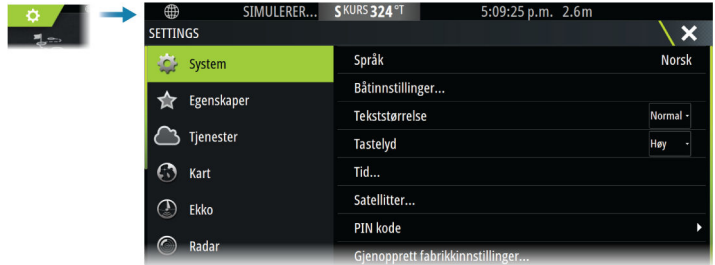 SIMULERER... S KURS 324 °T 5:09:25 p.m. 2.6 m
SETTINGS
System
Egenskaper
Tjenester
Kart
Ekko
Radar
Språk Norsk
Båtinnstillinger...
Tekststørrelse Normal
Tastelyd Høy
Tid...
Satellitter...
PIN kode
Gjenopprett fabrikkinnstillinger...